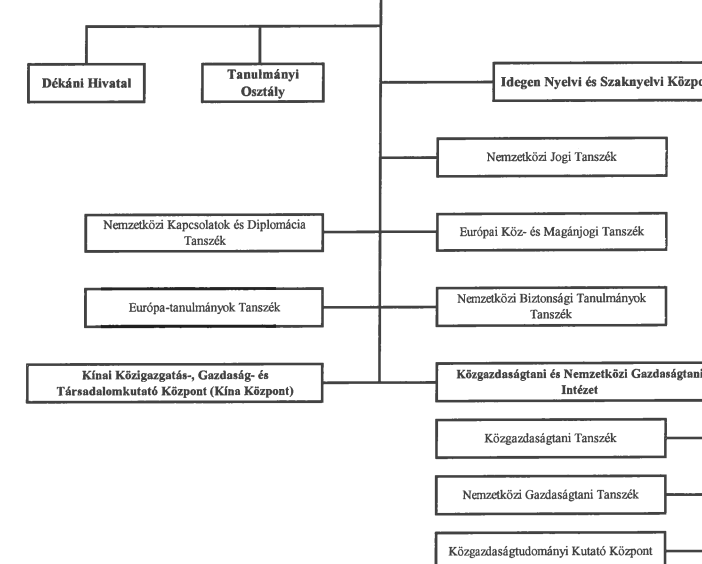 Dékáni Hivatal
Tanulmányi
Osztály
Idegen Nyelvi és Szaknyelvi Közpo
Nemzetközi Jogi Tanszék
Nemzetközi Kapcsolatok és Diplomácia
Tanszék
Európai Köz- és Magánjogi Tanszék
Európa-tanulmányok Tanszék
Nemzetközi Biztonsági Tanulmányok
Tanszék
Kínai Közigazgatás-, Gazdaság- és
Társadalomkutató Központ (Kína Központ)
Közgazdaságtani és Nemzetközi Gazdaságtani
Intézet
Közgazdaságtani Tanszék
Nemzetközi Gazdaságtani Tanszék
Közgazdaságtudományi Kutató Központ